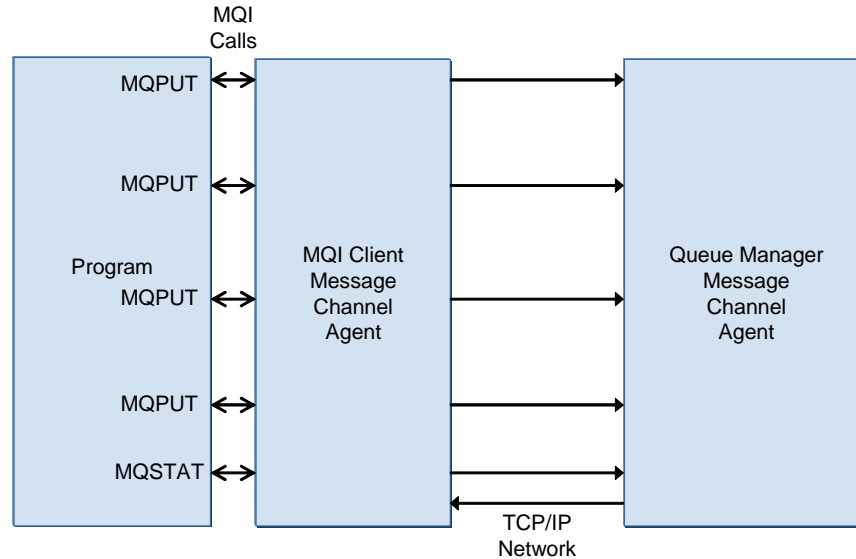 MQI
Calls
MQPUT
MQPUT
Program
MQPUT
MQPUT
MQSTAT
MQI Client
Message
Channel
Agent
Queue Manager
Message
Channel
Agent
TCP/IP
Network